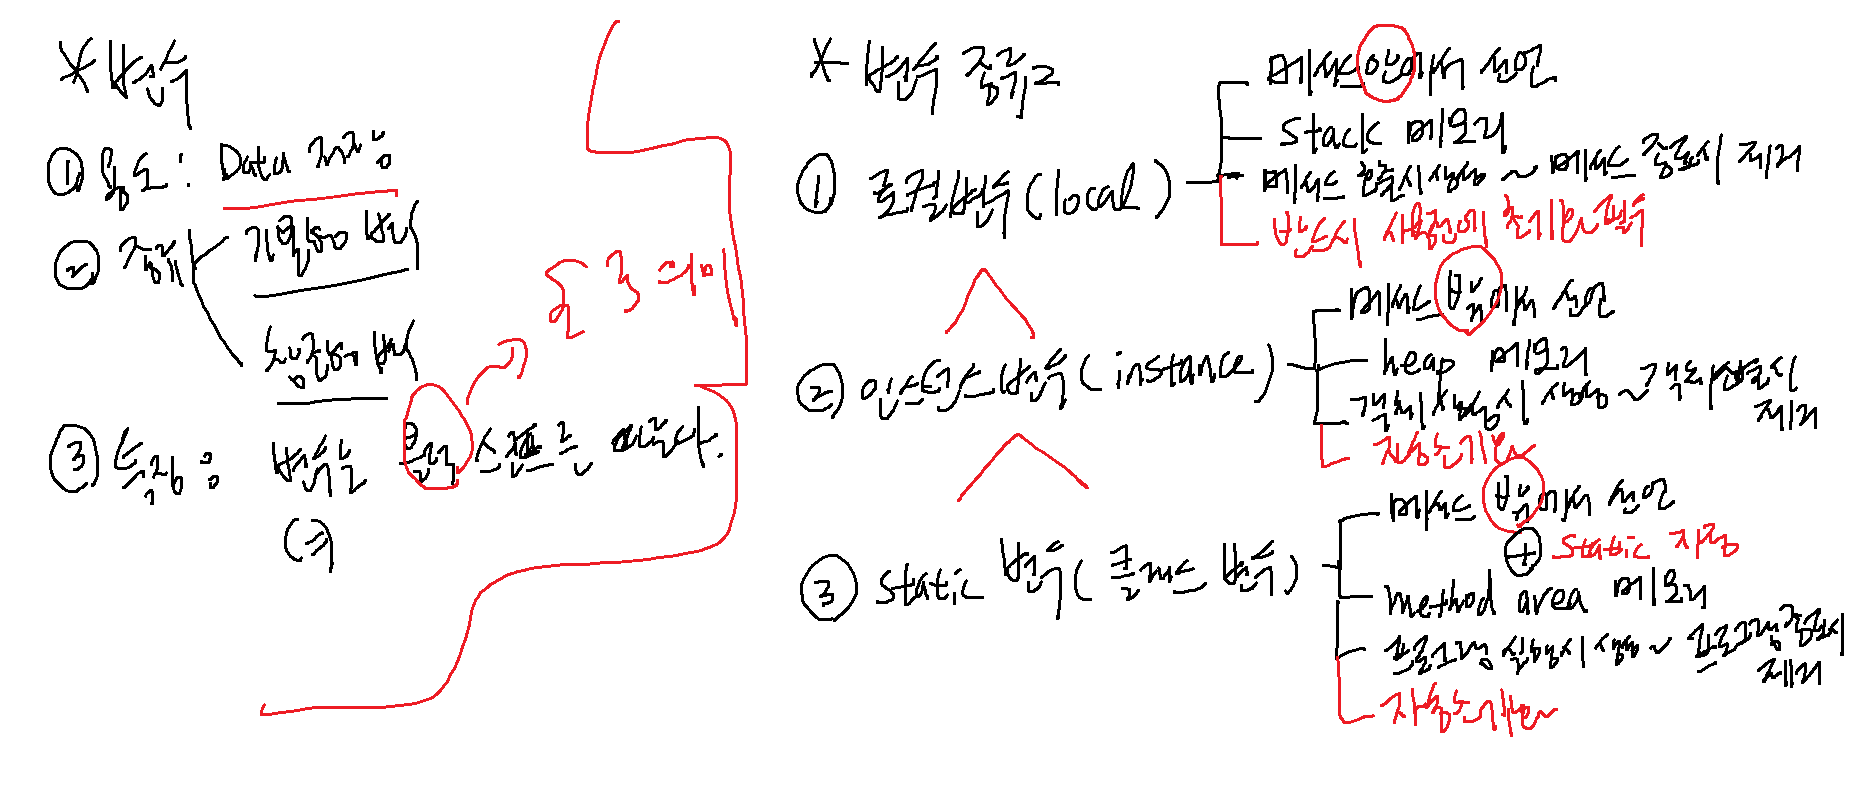 * 변수
① 용도 : Data 저장
② 종류
기본형 변수
참조형 변수
③ 특징 : 변수는 블럭 스코프를 따른다.
{ } 의미
* 변수 종류2
① 로컬변수(local)
메서드 안에서 선언
stack 메모리
메서드 호출시 생성 ~ 메서드 종료시 제거
반드시 사용전에 초기화 필수
② 인스턴스 변수(instance)
메서드 밖에서 선언
heap 메모리
객체 생성시 생성 ~ 객체 소멸시
제거
자동초기화
③ static 변수(클래스 변수)
메서드 밖에서 선언
+ static 지정
method area 메모리
프로그램 실행시 생성 ~ 프로그램 종료시
제거
자동초기화